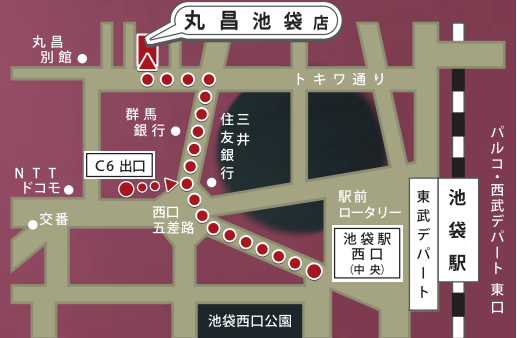 丸昌池袋店
丸昌
別館
トキワ通り
群馬
銀行
三井
住友銀行
C6 出口
NTT
ドコモ
交番
西口
五差路
駅前
ロータリー
池袋駅
西口
(中央)
東武デパート
池袋駅
パルコ・西武デパート 東口
池袋西口公園